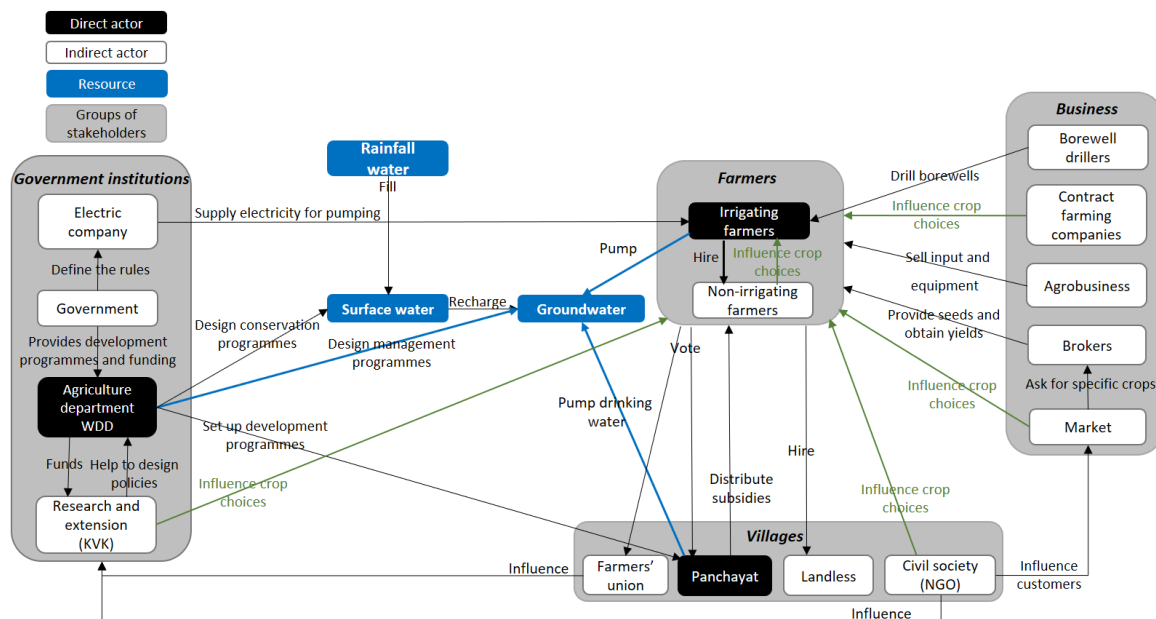 Direct actor
Indirect actor
Resource
Groups of
stakeholders
Government institutions
Electric
company
Define the rules
Government
Provides development
programmes and funding
Agriculture
department
WDD
Funds
Help to design
policies
Research and
extension
(KVK)
Rainfall
water
Fill
Supply electricity for pumping
Surface water
Recharge
Groundwater
Design conservation
programmes
Design management
programmes
Set up development
programmes
Influence crop
choices
Pump
Pump drinking
water
Farmers
Irrigating
farmers
Hire
Influence crop
choices
Non-irrigating
farmers
Vote
Distribute
subsidies
Hire
Influence crop
choices
Business
Borewell
drillers
Contract
farming
companies
Agrobusiness
Brokers
Ask for specific crops
Market
Drill borewells
Influence crop
choices
Sell input and
equipment
Provide seeds and
obtain yields
Influence crop
choices
Villages
Farmers'
union
Panchayat
Landless
Civil society
(NGO)
Influence
Influence
customers
Influence